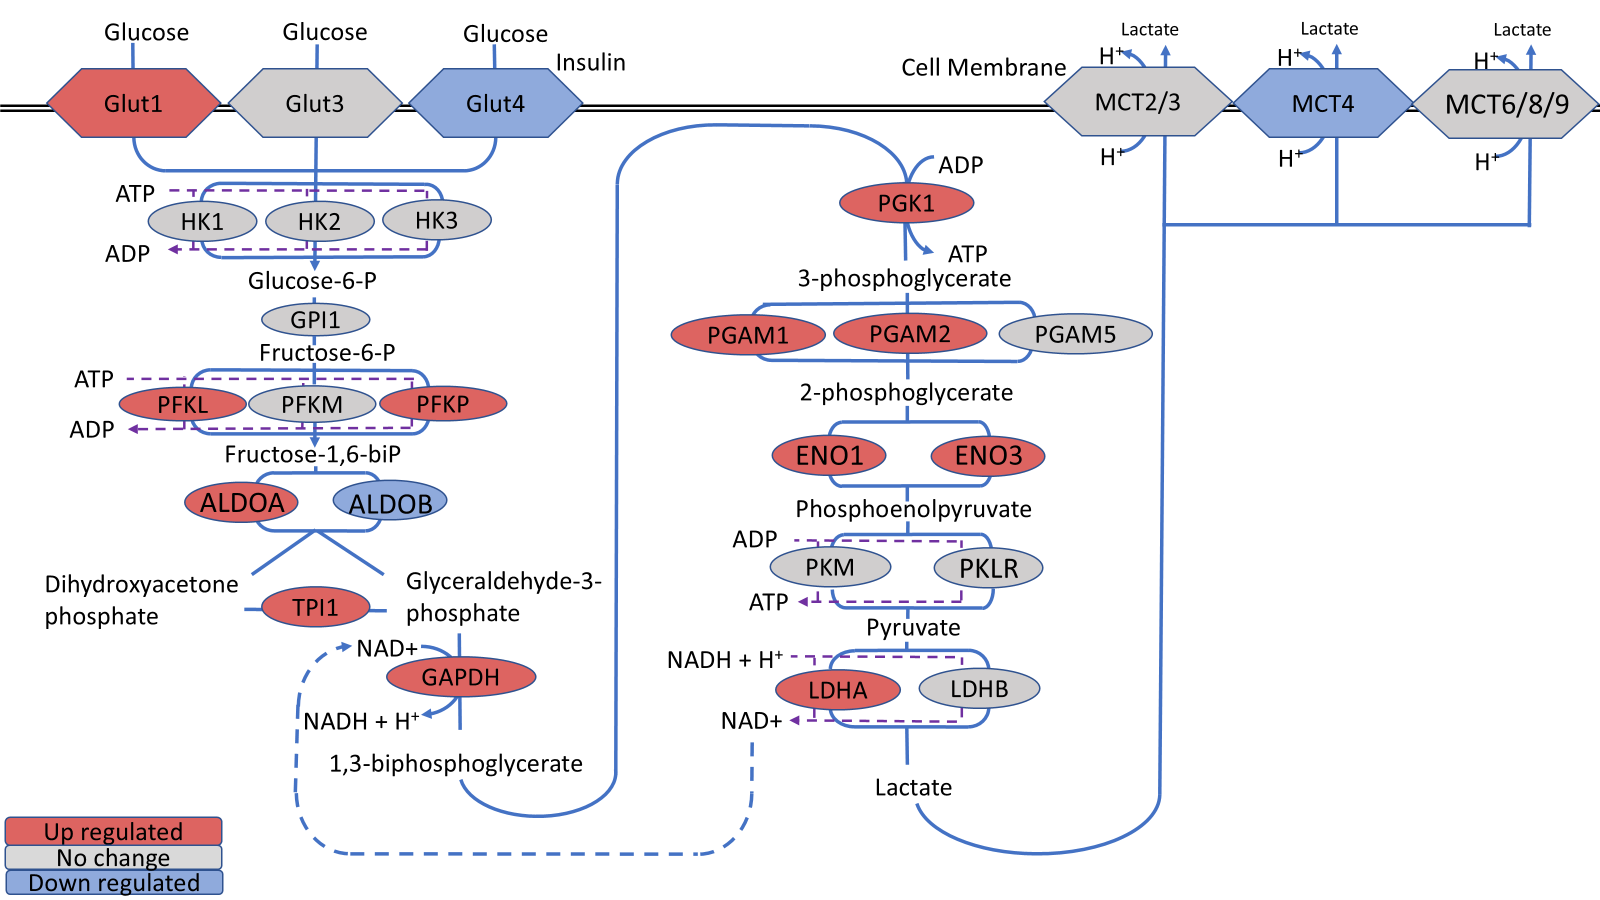 Glucose
Glucose
Glucose
Insulin
Glut1
Glut3
Glut4
Cell Membrane
Lactate
Lactate
Lactate
H+
H+
H+
MCT2/3
MCT4
MCT6/8/9
H+
H+
H+
ATP
HK1
HK2
HK3
ADP
Glucose-6-P
GPI1
Fructose-6-P
ATP
PFKL
PFKM
PFKP
ADP
Fructose-1,6-biP
ALDOA
ALDOB
Dihydroxyacetone
phosphate
TPI1
Glyceraldehyde-3-
phosphate
NAD+
GAPDH
NADH + H+
1,3-biphosphoglycerate
ADP
PGK1
ATP
3-phosphoglycerate
PGAM1
PGAM2
PGAM5
2-phosphoglycerate
ENO1
ENO3
Phosphoenolpyruvate
ADP
PKM
PKLR
ATP
Pyruvate
NADH + H+
LDHA
LDHB
NAD+
Lactate
Up regulated
No change
Down regulated